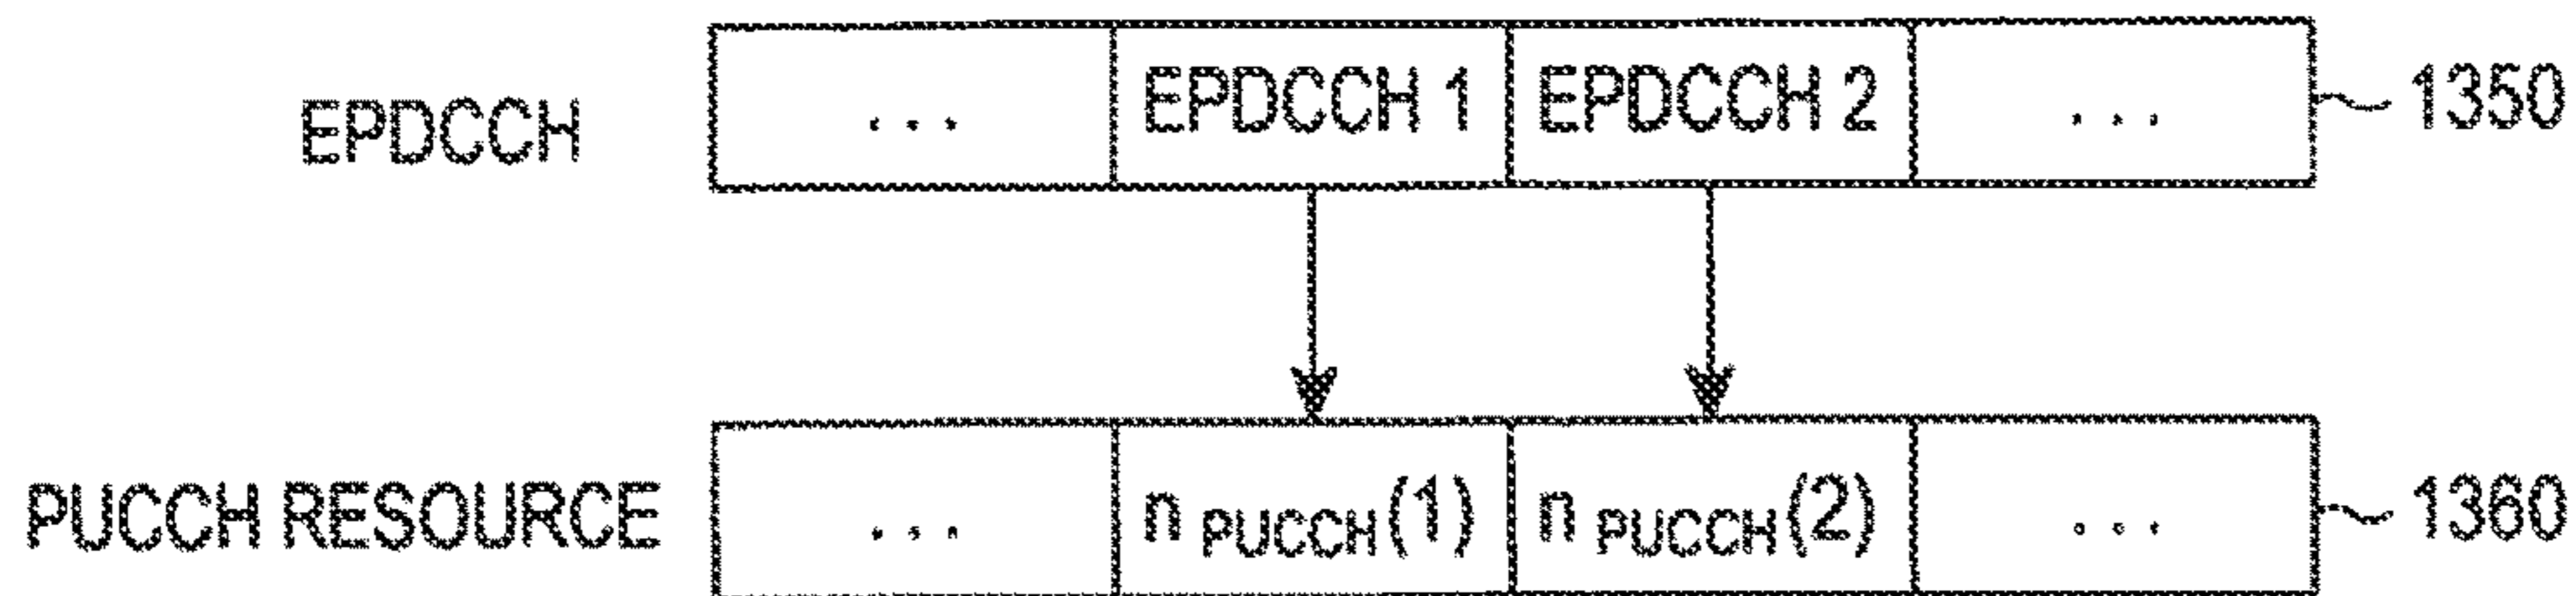 EPDCCH ... EPDCCH 1 EPDCCH 2 ... 1350
PUCCH RESOURCE ... n PUCCH(1) n PUCCH(2) ... 1360